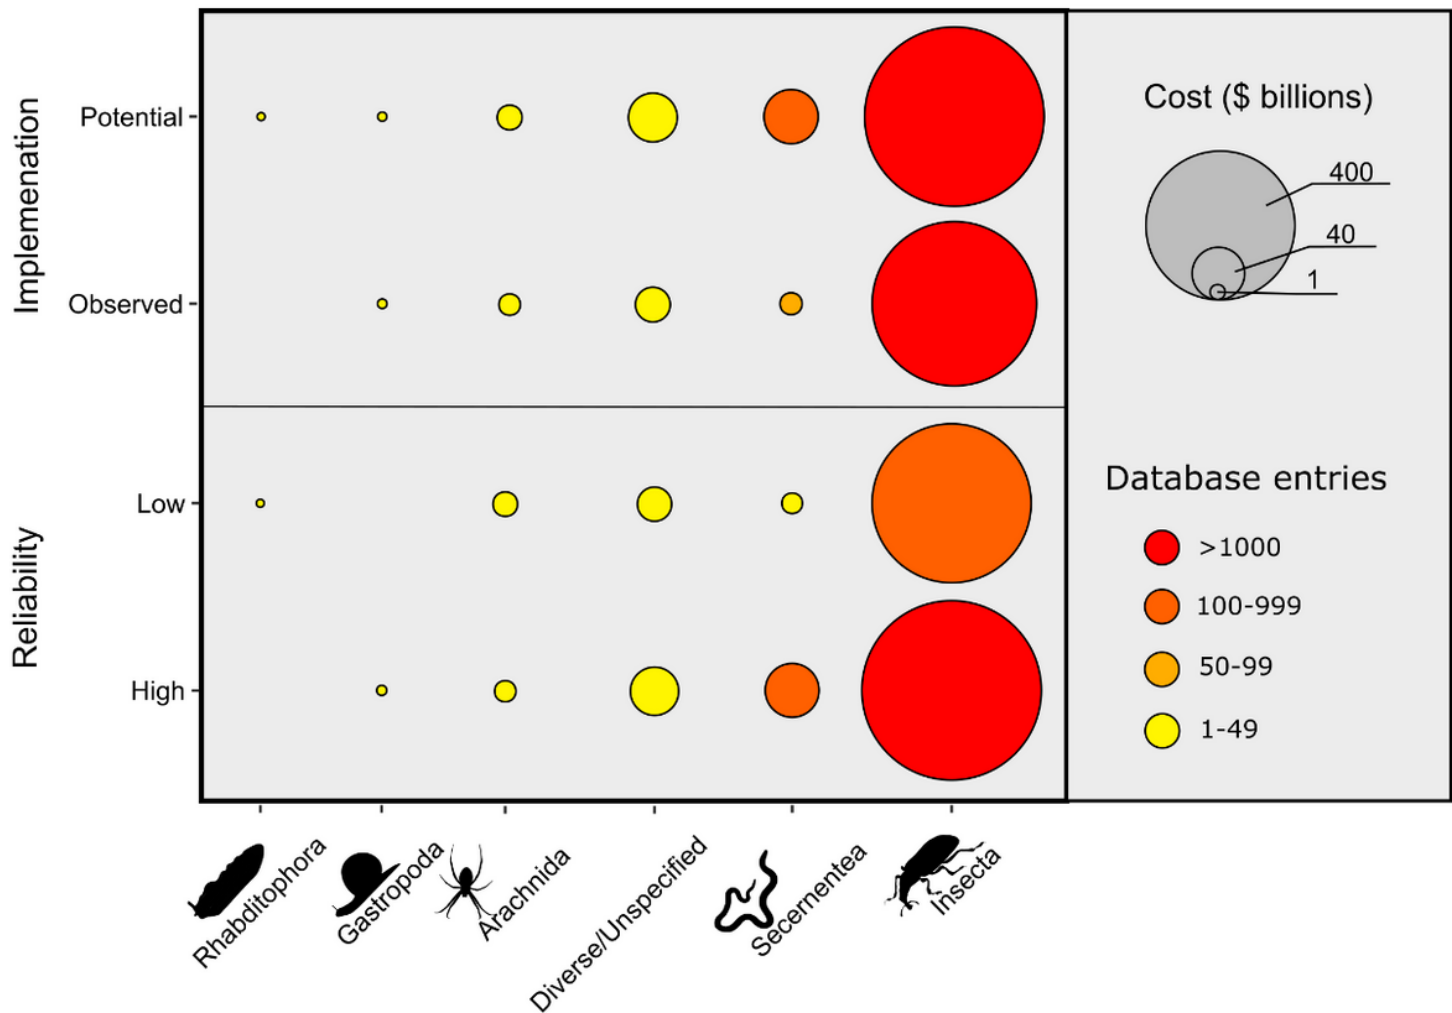 Implemenation
Potential
Observed
Reliability
Low
High
Rhabditophora
Gastropoda
Arachnida
Diverse/Unspecified
Secernentea
Insecta
Cost ($ billions)
400
40
1
Database entries
>1000
100-999
50-99
1-49